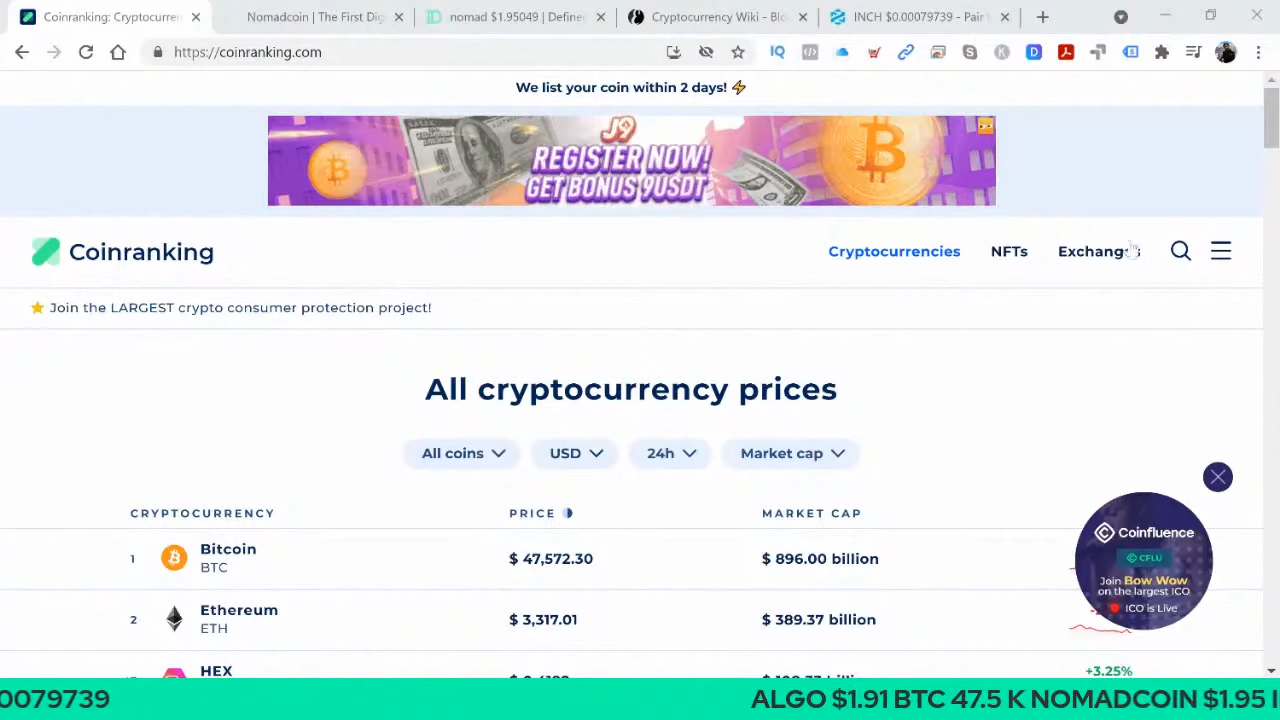 Coinranking: Cryptocurren
Nomadcoin | The First Dig
nomad $1.95049 | Define
Cryptocurrency Wiki - Blo
INCH $0.00079739 - Pair
https://coinranking.com
We list your coin within 2 days! ⚡
J9
REGISTER NOW!
GET BONUS 9USDT
Coinranking
Cryptocurrencies NFTs Exchang
⭐ Join the LARGEST crypto consumer protection project!
All cryptocurrency prices
All coins USD 24h Market cap
CRYPTOCURRENCY PRICE MARKET CAP
1 Bitcoin $ 47,572.30 $ 896.00 billion
BTC
2 Ethereum $ 3,317.01 $ 389.37 billion
ETH
HEX
+3.25%
Coinfluence
CFLU
Join Bow Wow
on the largest ICO
ICO is Live
0079739 ALGO $1.91 BTC 47.5 K NOMADCOIN $1.95